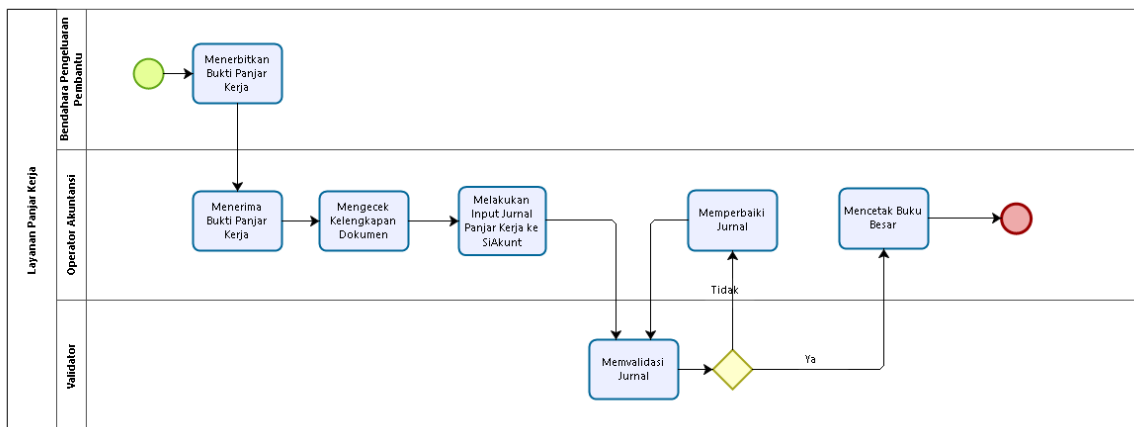 Layanan Panjar Kerja
Bendahara Pengeluaran
Pembantu
Menerbitkan
Bukti Panjar
Kerja
Operator Akuntansi
Menerima
Bukti Panjar
Kerja
Mengecek
Kelengkapan
Dokumen
Melakukan
Input Jurnal
Panjar Kerja ke
SiAkunt
Memperbaiki
Jurnal
Mencetak Buku
Besar
Tidak
Validator
Memvalidasi
Jurnal
Ya